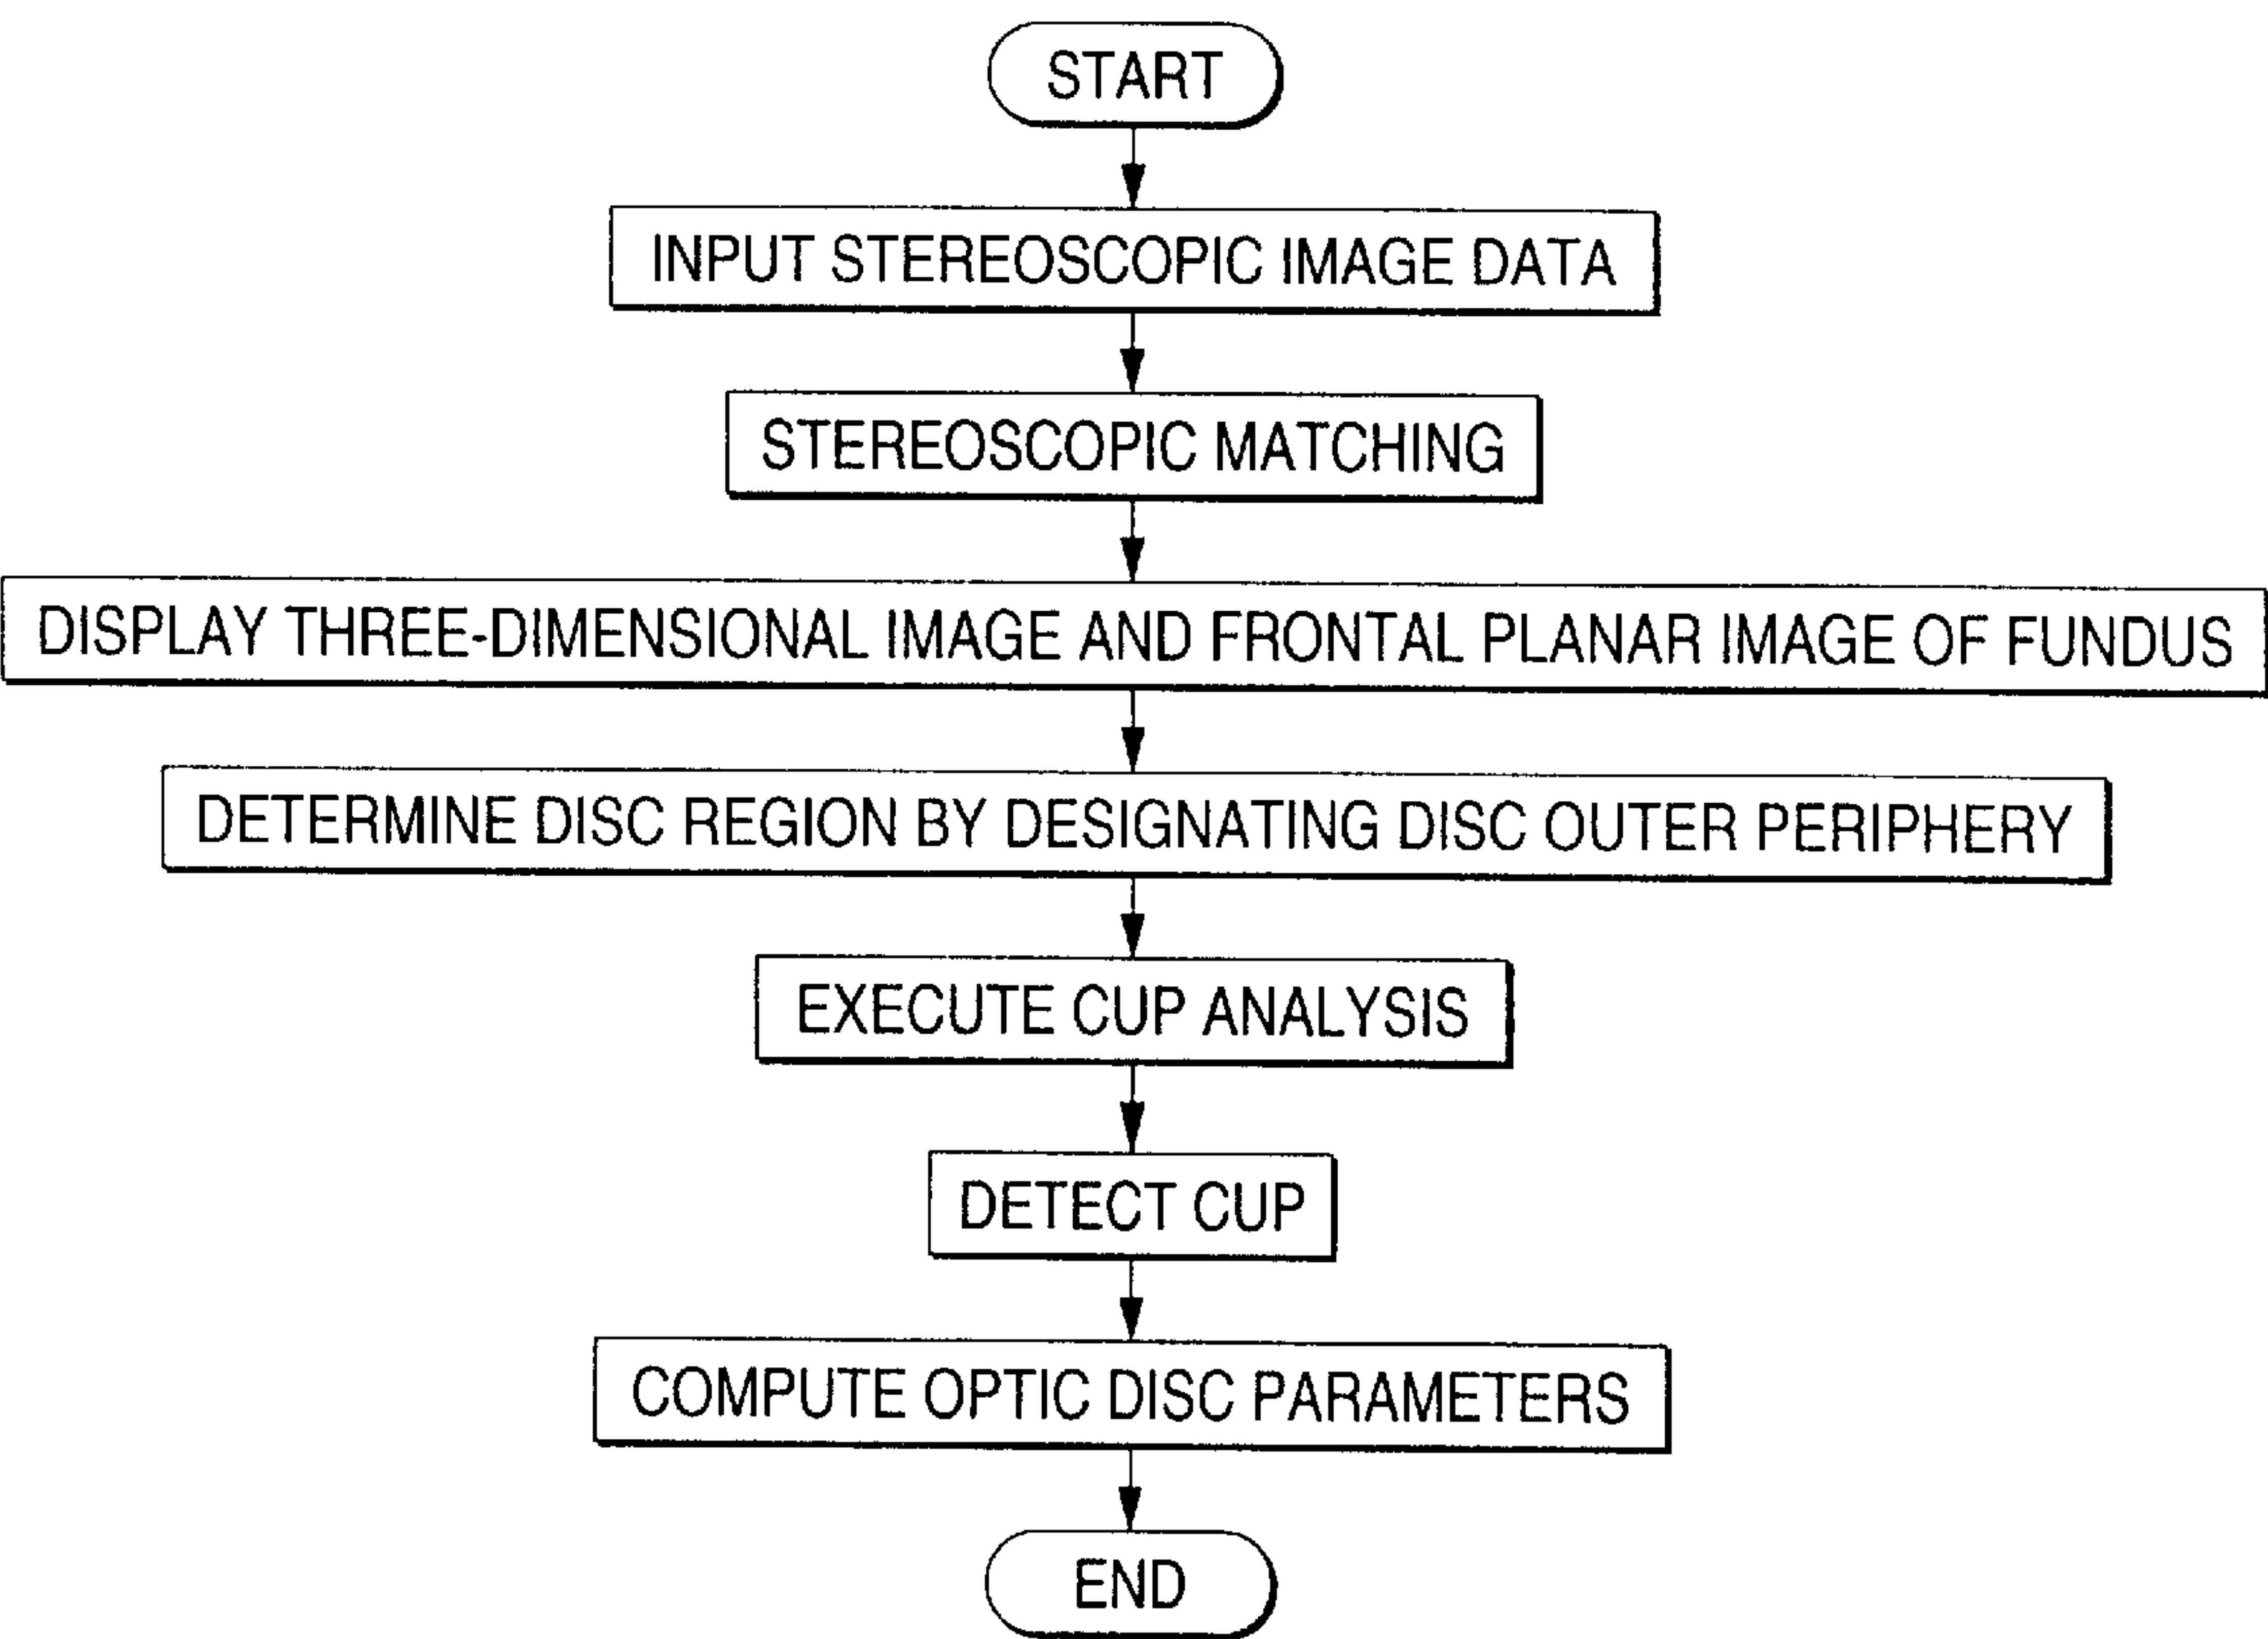 START
INPUT STEREOSCOPIC IMAGE DATA
STEREOSCOPIC MATCHING
DISPLAY THREE-DIMENSIONAL IMAGE AND FRONTAL PLANAR IMAGE OF FUNDUS
DETERMINE DISC REGION BY DESIGNATING DISC OUTER PERIPHERY
EXECUTE CUP ANALYSIS
DETECT CUP
COMPUTE OPTIC DISC PARAMETERS
END